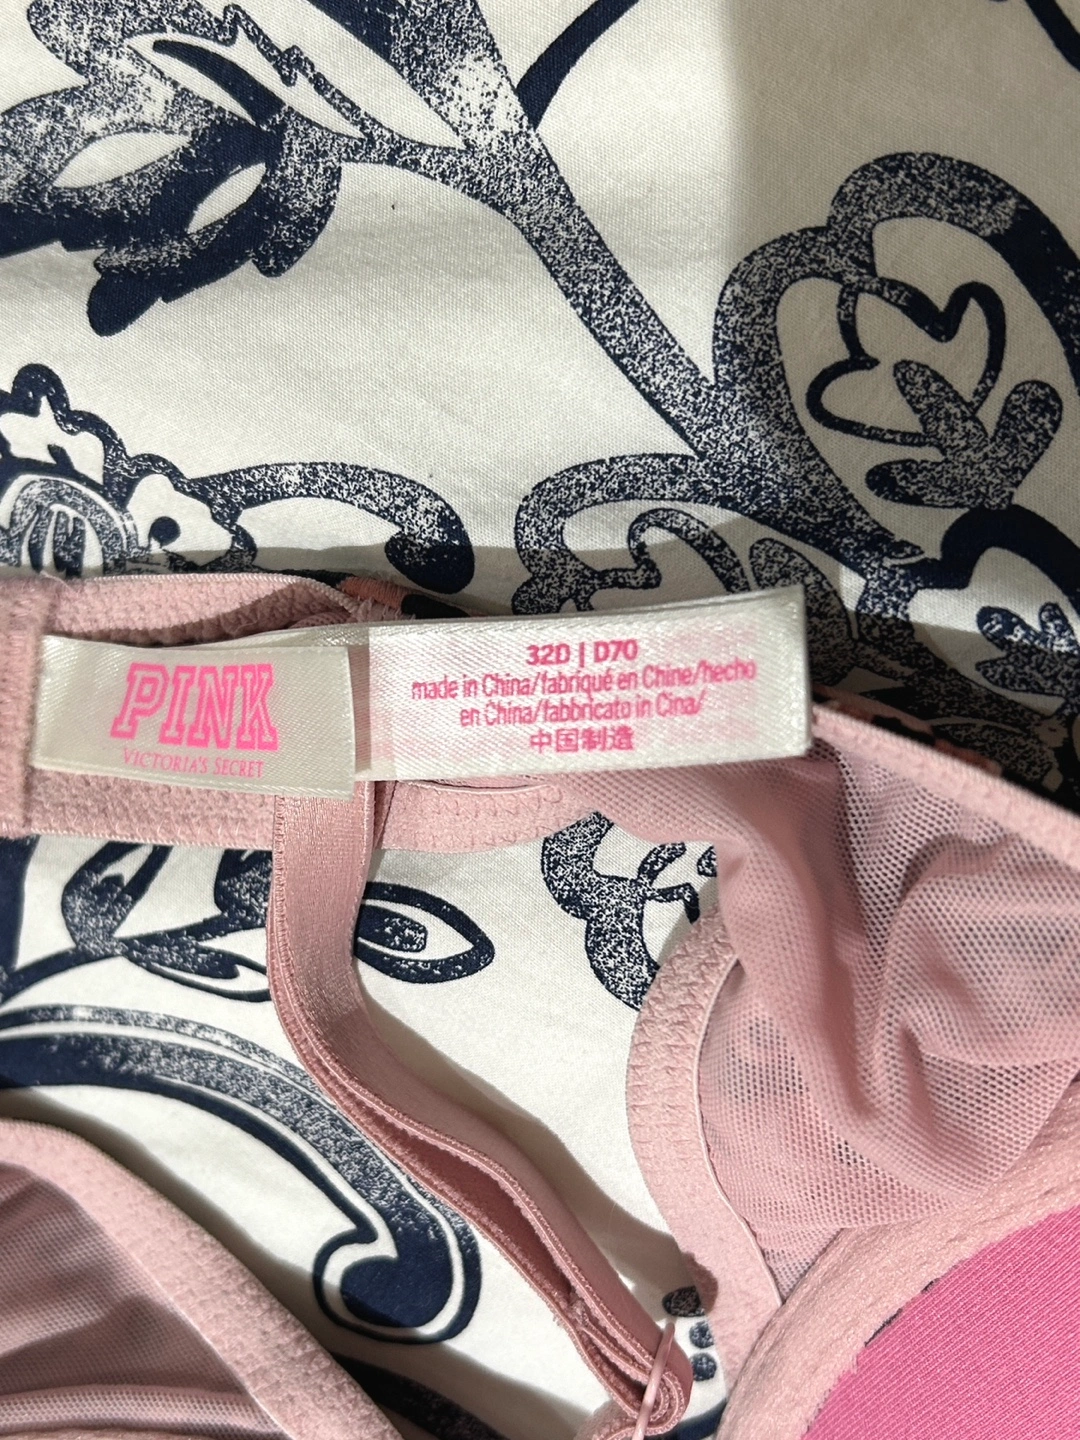 PINK
VICTORIA'S SECRET
32D | D70
made in China/fabriqué en Chine/hecho
en China/fabbricato in Cina/
中国制造